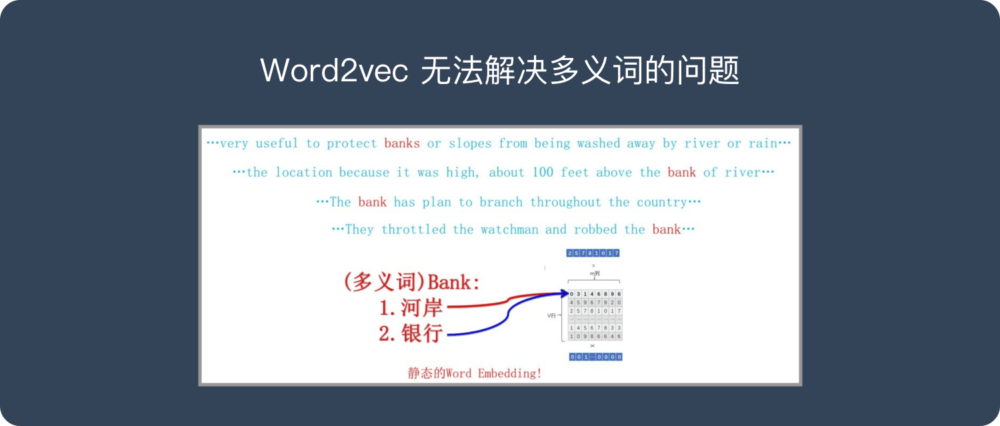 Word2vec 无法解决多义词的问题
…very useful to protect banks or slopes from being washed away by river or rain…
…the location because it was high, about 100 feet above the bank of river…
…The bank has plan to branch throughout the country…
…They throttled the watchman and robbed the bank…
2 5 7 8 1 0 1 7
=
m列
(多义词)Bank:
1.河岸
2.银行
V行
0 3 1 4 6 8 9 6
4 5 9 6 7 9 2 0
2 5 7 8 1 0 1 7
… … … … … … … …
1 4 5 6 7 8 3 3
1 0 9 8 6 6 4 6
×
0 0 1 … 0 0 0 0
静态的Word Embedding!